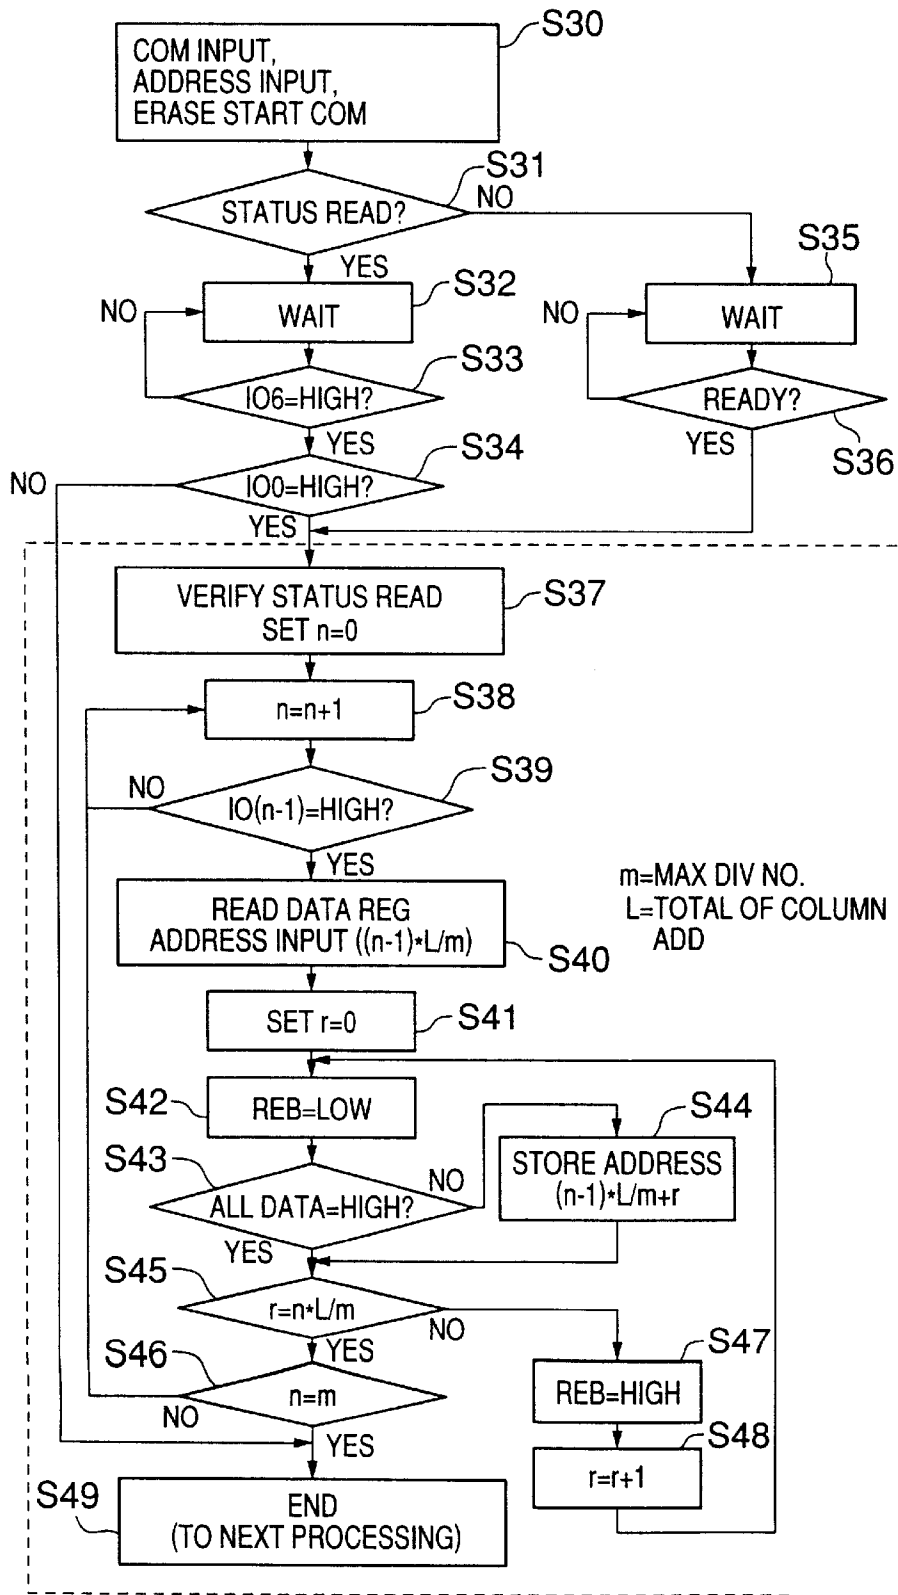 S30
COM INPUT,
ADDRESS INPUT,
ERASE START COM
S31
STATUS READ?
NO
YES
S32
WAIT
NO
S33
IO6=HIGH?
YES
S34
IO0=HIGH?
NO
YES
S35
WAIT
NO
READY?
YES
S36
S37
VERIFY STATUS READ
SET n=0
S38
n=n+1
S39
NO
IO(n-1)=HIGH?
YES
READ DATA REG
ADDRESS INPUT ((n-1)*L/m)
S40
m=MAX DIV NO.
L=TOTAL OF COLUMN
ADD
SET r=0
S41
S42
REB=LOW
S43
ALL DATA=HIGH?
NO
YES
S44
STORE ADDRESS
(n-1)*L/m+r
S45
r=n*L/m
NO
YES
S46
n=m
NO
YES
S47
REB=HIGH
S48
r=r+1
S49
END
(TO NEXT PROCESSING)